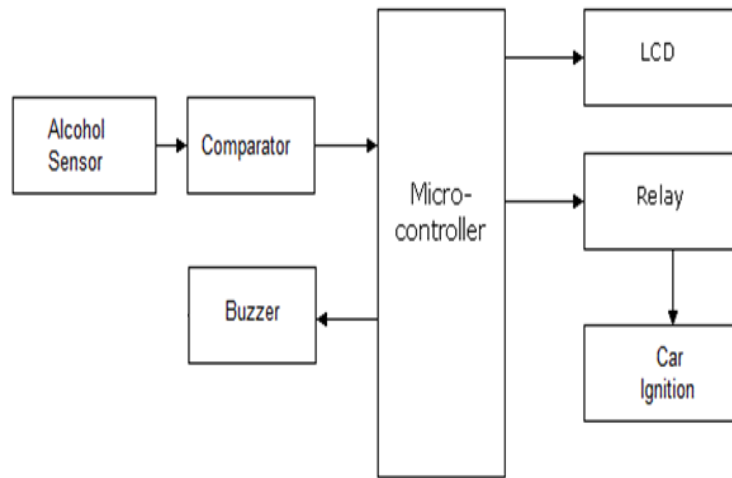 LCD
Alcohol
Sensor
Comparator
Micro-
controller
Relay
Buzzer
Car
Ignition